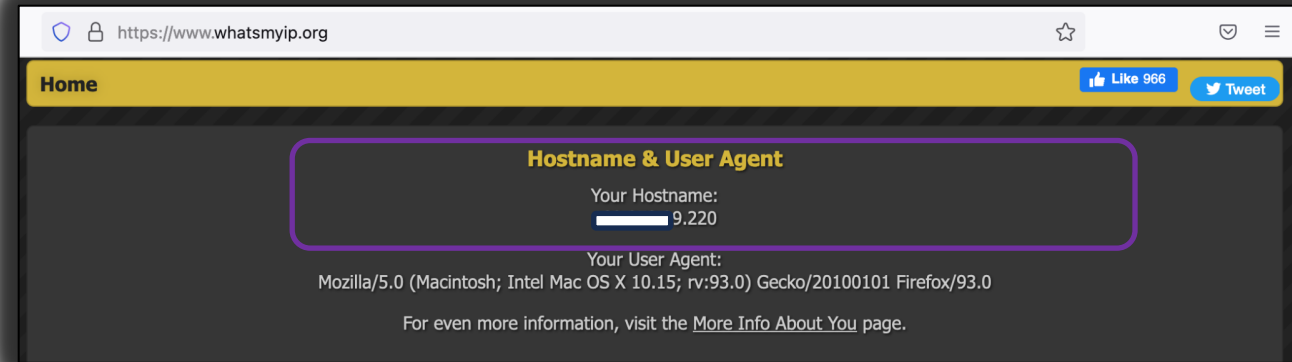 https://www.whatsmyip.org
Home
Like 966
Tweet
Hostname & User Agent
Your Hostname:
9.220
Your User Agent:
Mozilla/5.0 (Macintosh; Intel Mac OS X 10.15; rv:93.0) Gecko/20100101 Firefox/93.0
For even more information, visit the More Info About You page.